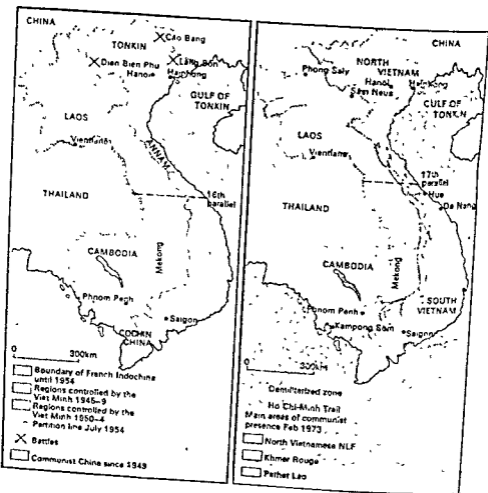 CHINA
TONKIN
Cao Bang
Dien Bien Phu
Lang Son
Hanoi
GULF OF
TONKIN
LAOS
Vientiane
ANNAM
16th
parallel
THAILAND
CAMBODIA
Mekong
Phnom Penh
Saigon
COCHIN
CHINA
0 300km
Boundary of French Indochine
until 1954
Regions controlled by the
Viet Minh 1946-9
Regions controlled by the
Viet Minh 1950-4
Partition line July 1954
Battles
Communist China since 1949
CHINA
NORTH
VIETNAM
Phong Saly
Hanoi
Haiphong
Sam Neua
GULF OF
TONKIN
LAOS
Vientiane
17th
parallel
Hue
Da Nang
THAILAND
CAMBODIA
Mekong
Phnom Penh
SOUTH
VIETNAM
Kampong Som
Saigon
0 300km
Demilitarized zone
Ho Chi-Minh Trail
Main areas of communist
presence Feb 1973
North Vietnamese NLF
Khmer Rouge
Pathet Lao